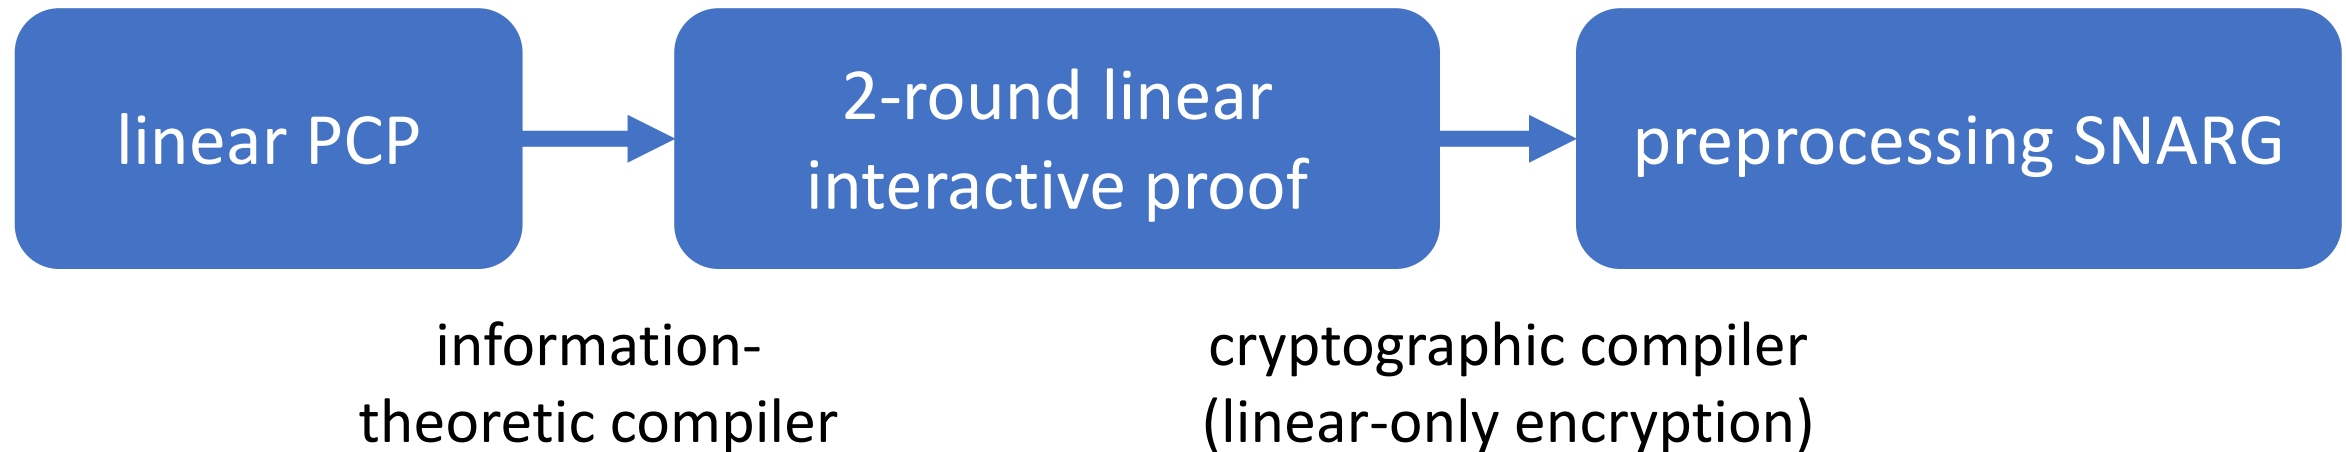 linear PCP
2-round linear
interactive proof
preprocessing SNARG
information-
theoretic compiler
cryptographic compiler
(linear-only encryption)